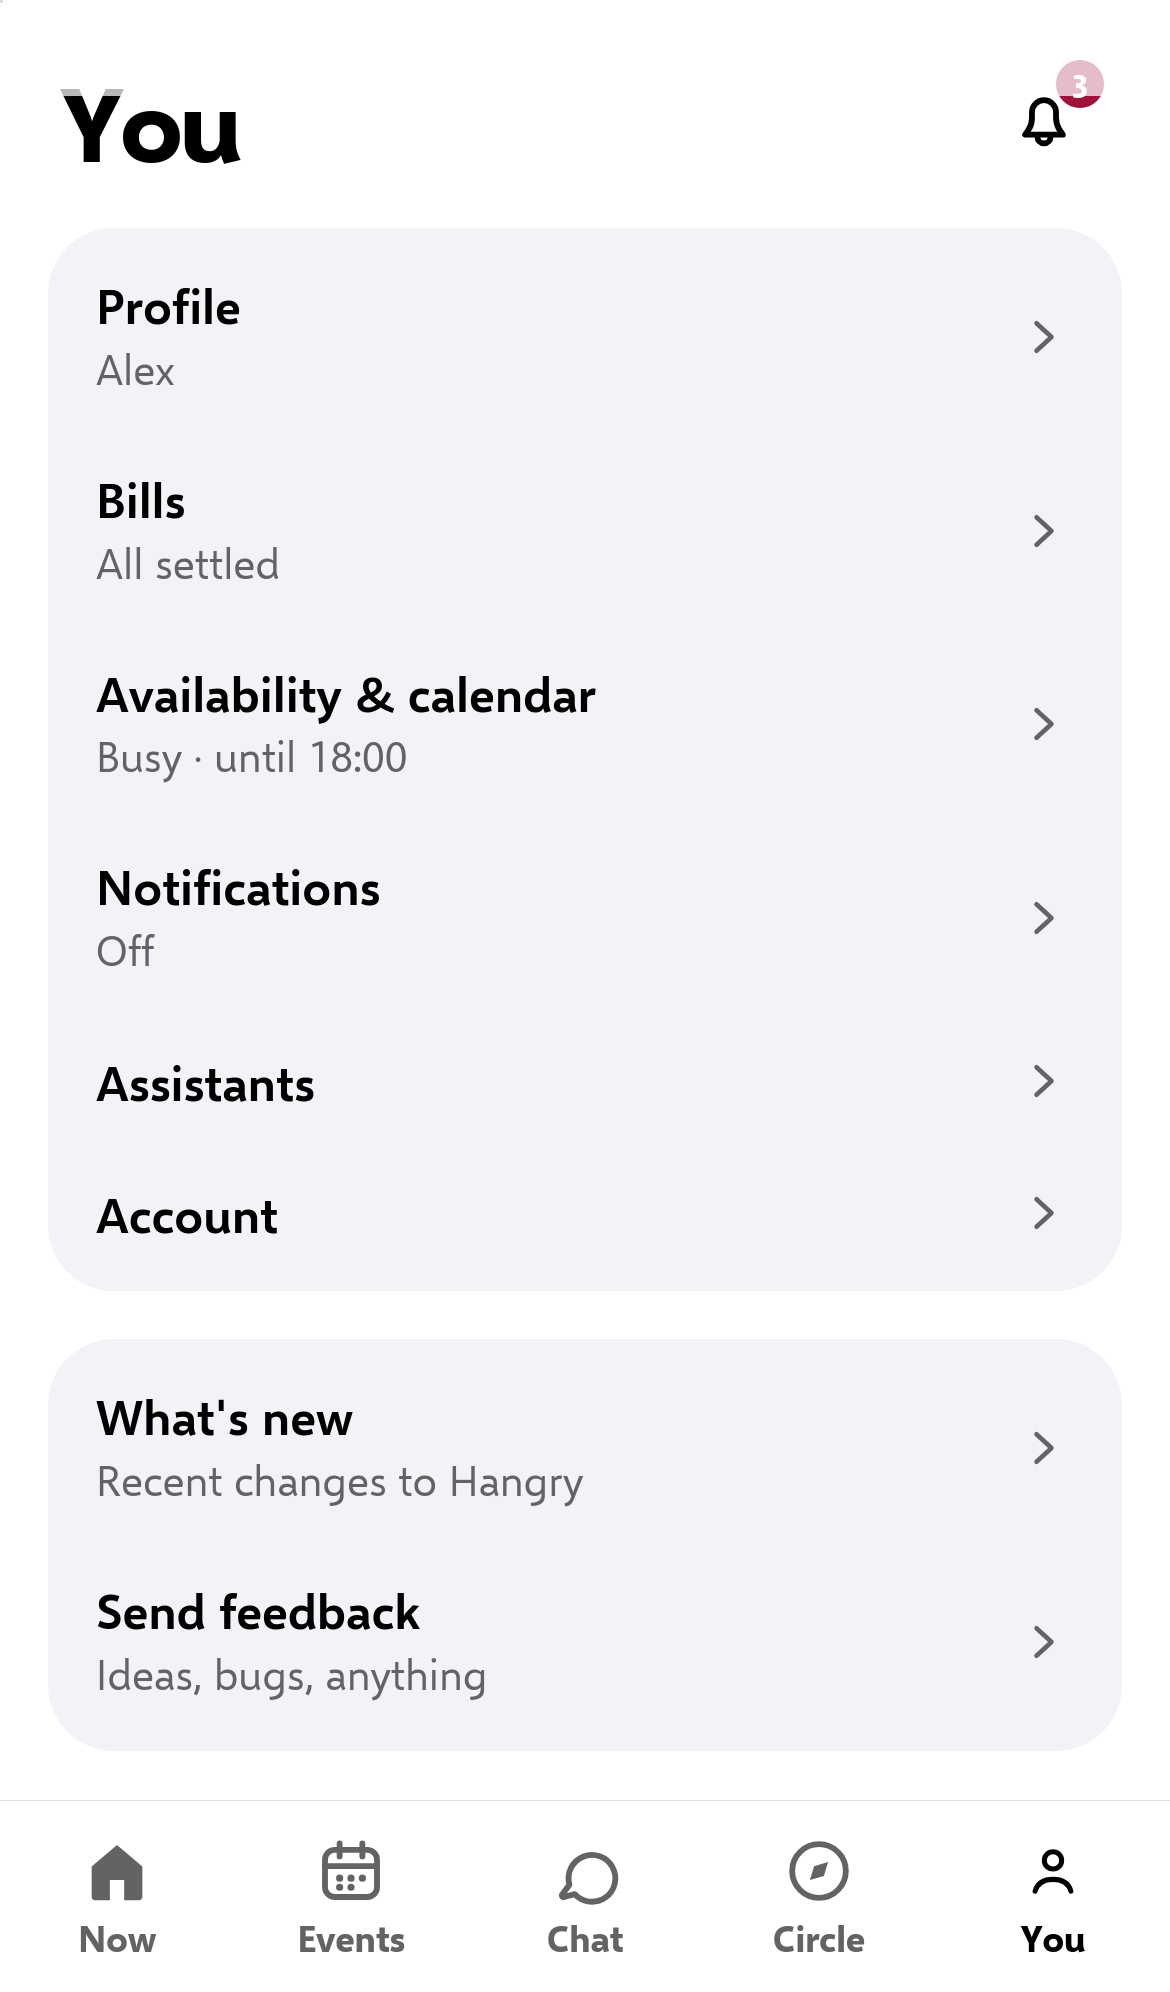 You
3
Profile
Alex
Bills
All settled
Availability & calendar
Busy · until 18:00
Notifications
Off
Assistants
Account
What's new
Recent changes to Hangry
Send feedback
Ideas, bugs, anything
Now
Events
Chat
Circle
You